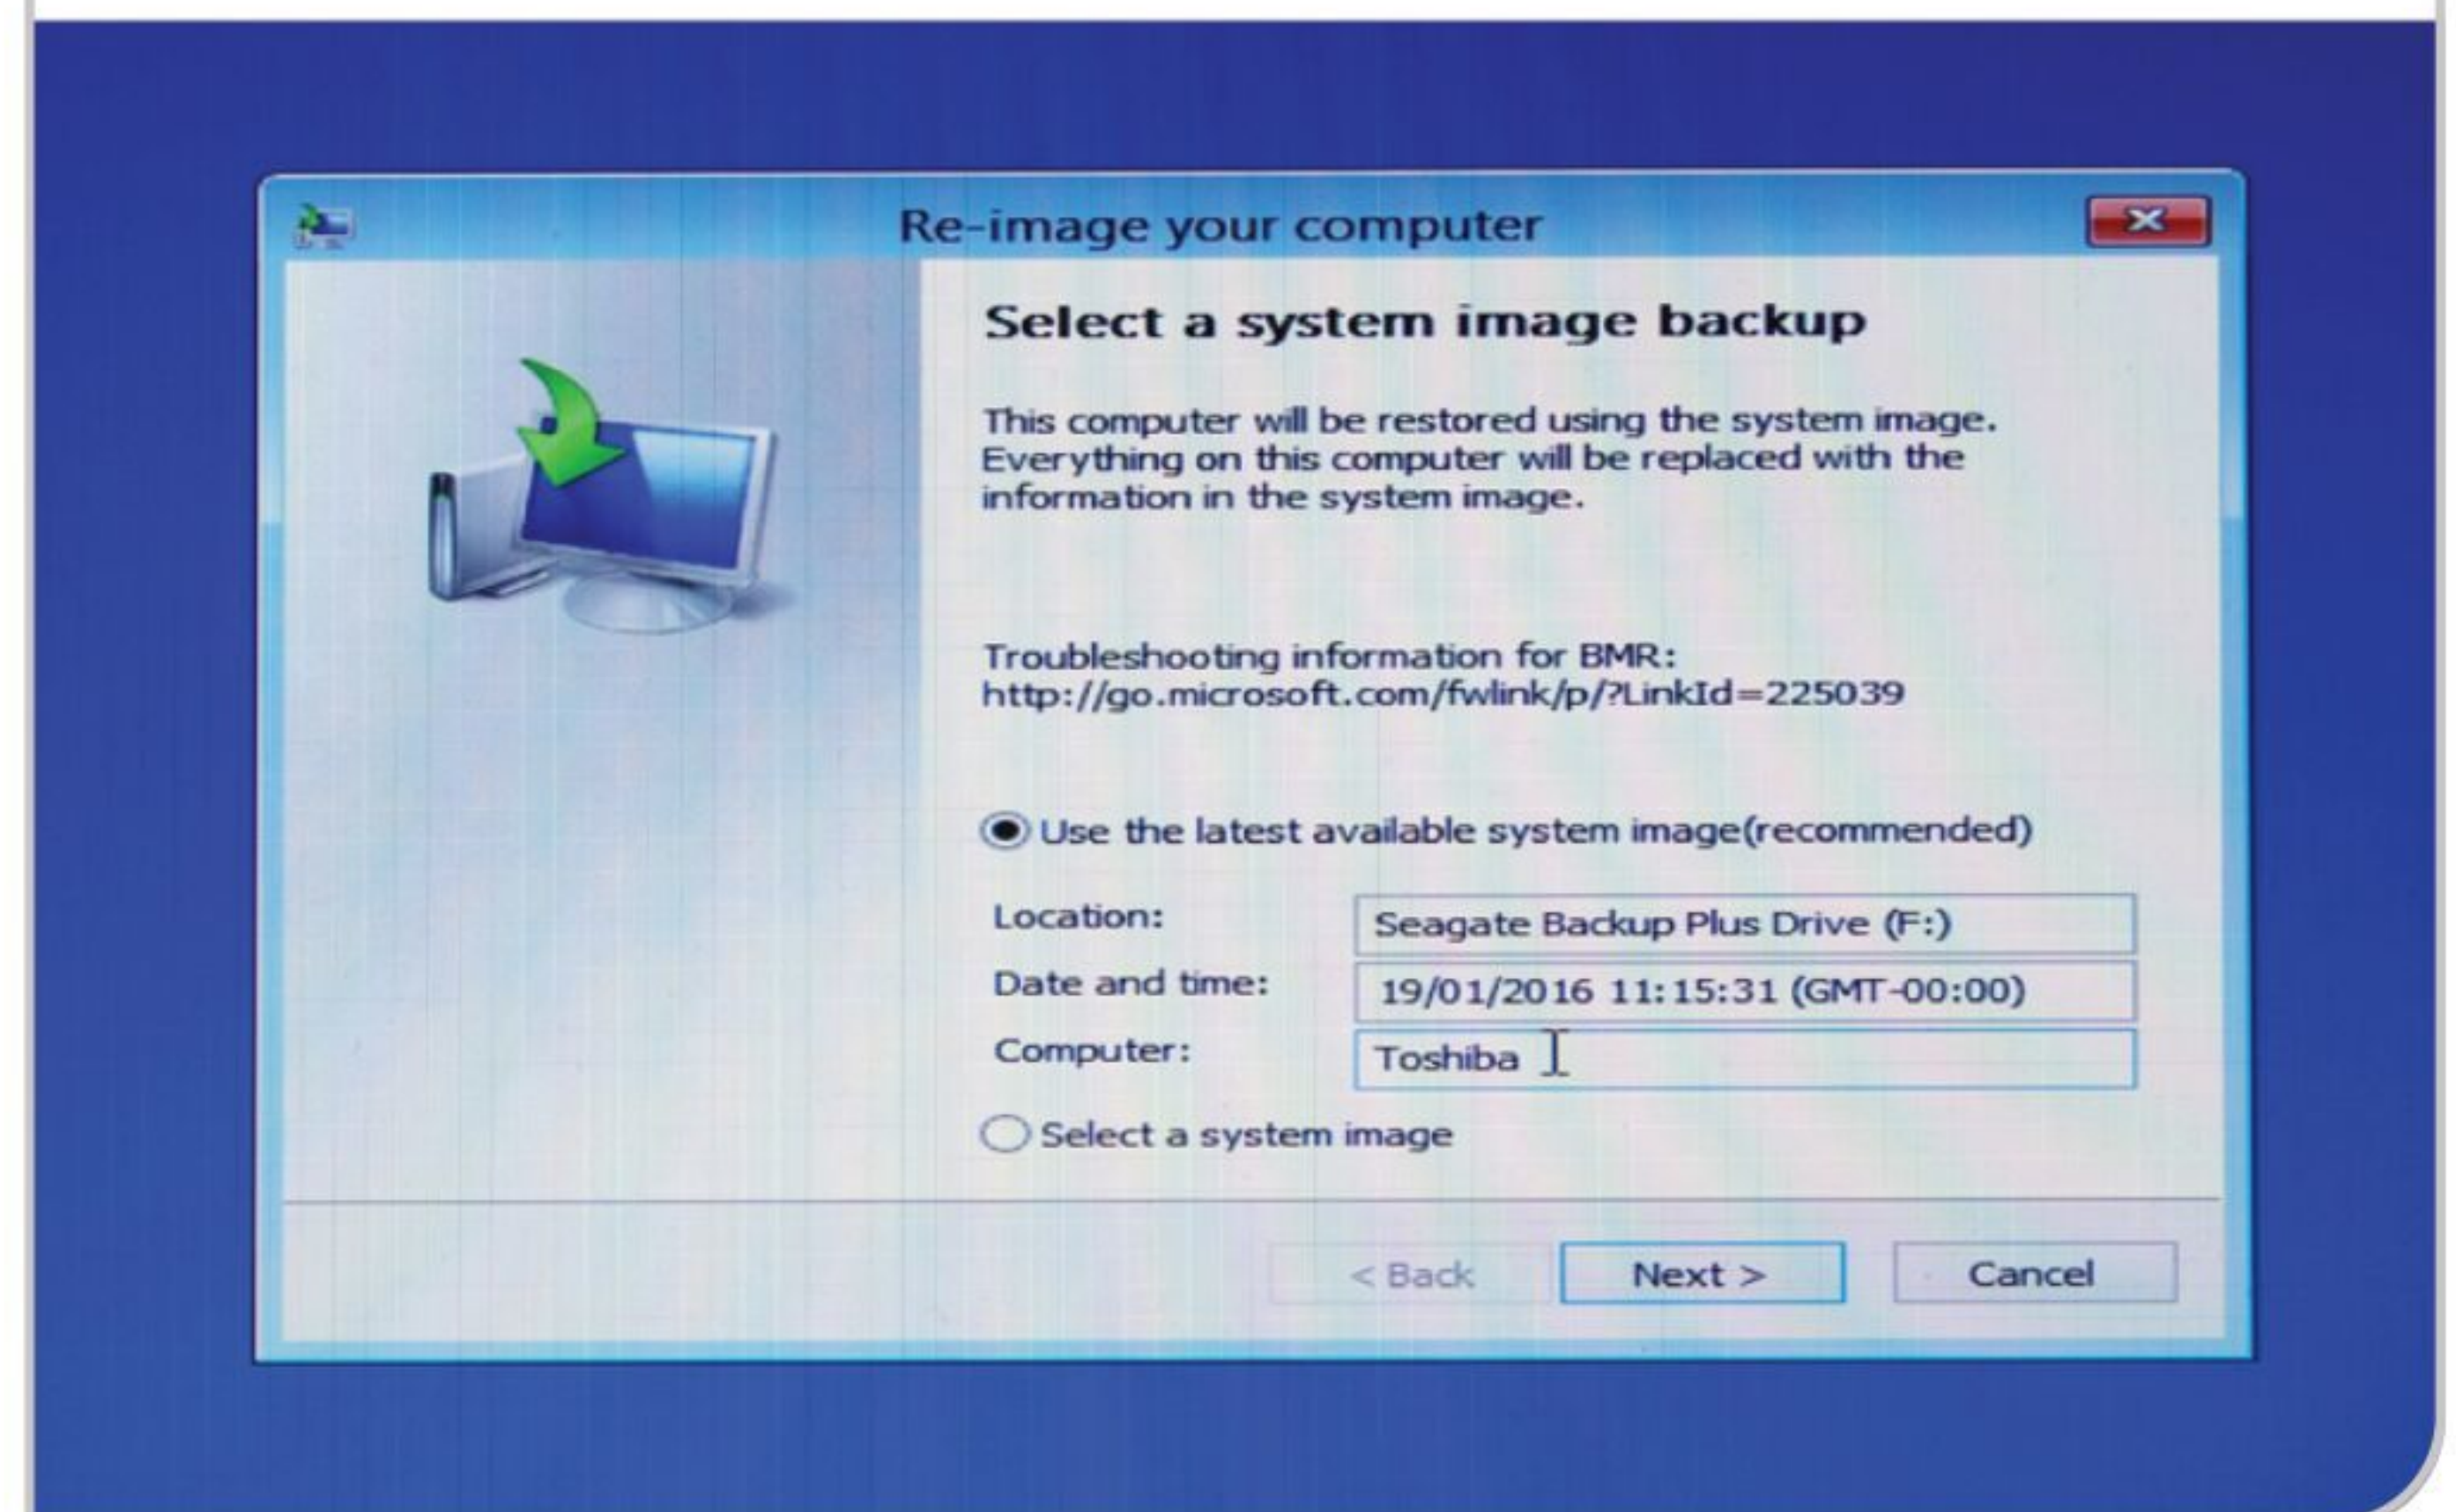 Re-image your computer
Select a system image backup
This computer will be restored using the system image.
Everything on this computer will be replaced with the
information in the system image.
Troubleshooting information for BMR:
http://go.microsoft.com/fwlink/p/?LinkId=225039
Use the latest available system image(recommended)
Location: Seagate Backup Plus Drive (F:)
Date and time: 19/01/2016 11:15:31 (GMT-00:00)
Computer: Toshiba
Select a system image
< Back Next > Cancel